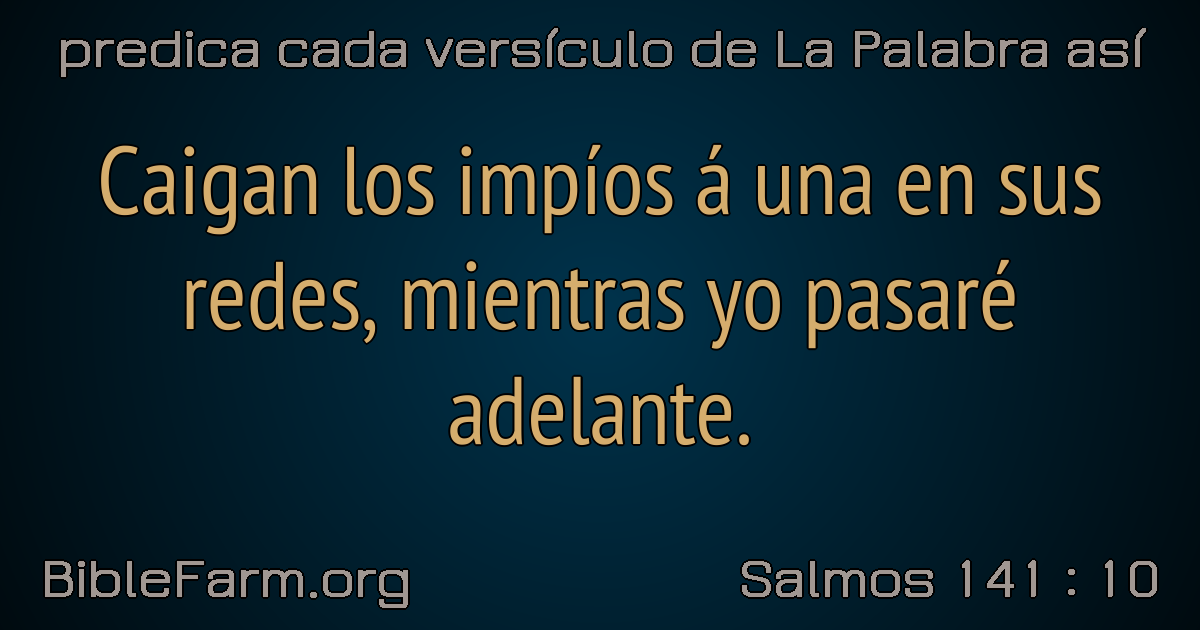 predica cada versículo de La Palabra así
Caigan los impíos á una en sus
redes, mientras yo pasaré
adelante.
BibleFarm.org
Salmos 141 : 10